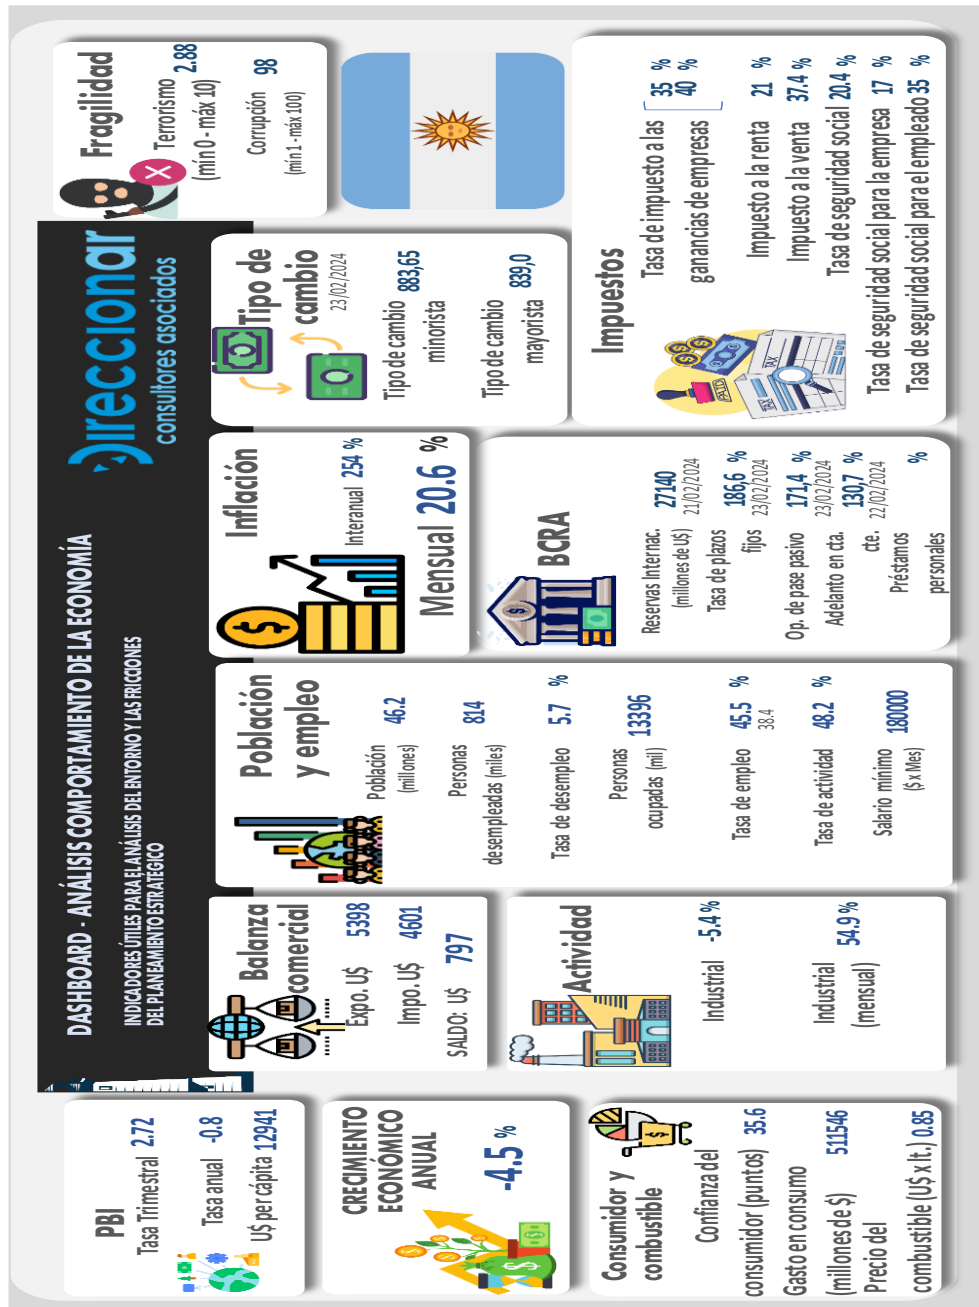 DASHBOARD - ANÁLISIS COMPORTAMIENTO DE LA ECONOMÍA
INDICADORES ÚTILES PARA EL ANÁLISIS DEL ENTORNO Y LAS FRICCIONES
DEL PLANEAMIENTO ESTRATEGICO
Direccionar
consultores asociados
Fragilidad
Terrorismo 2.88
(mín 0 - máx 10)
Corrupción 98
(mín 1 - máx 100)
PBI
Tasa Trimestral 2.72
Tasa anual -0.8
U$ per cápita 12941
Balanza
comercial
Expo. U$ 5398
Impo. U$ 4601
SALDO: U$ 797
Población
y empleo
Población 46.2
(millones)
Personas 814
desempleadas (miles)
Tasa de desempleo 5.7 %
Personas 13396
ocupadas (mil)
Tasa de empleo 45.5 %
38.4
Tasa de actividad 48.2 %
Salario mínimo 180000
($ x Mes)
Inflación
Interanual 254 %
Mensual 20.6 %
Tipo de
cambio
23/02/2024
Tipo de cambio 883,65
minorista
Tipo de cambio 839,0
mayorista
CRECIMIENTO
ECONÓMICO
ANUAL
-4.5 %
Actividad
Industrial -5.4 %
Industrial 54.9 %
(mensual)
BCRA
Reservas Internac. 27140
(millones de U$) 21/02/2024
Tasa de plazos 186,6 %
fijos 23/02/2024
Op. de pase pasivo 171,4 %
23/02/2024
Adelanto en cta. 130,7 %
cte. 22/02/2024
Préstamos %
personales
Impuestos
Tasa de impuesto a las 35 %
ganancias de empresas 40 %
Impuesto a la renta 21 %
Impuesto a la venta 37.4 %
Tasa de seguridad social 20.4 %
Tasa de seguridad social para la empresa 17 %
Tasa de seguridad social para el empleado 35 %
TAX
TAX
PAID
Consumidor y
combustible
Confianza del
consumidor (puntos) 35.6
Gasto en consumo
(millones de $) 511546
Precio del
combustible (U$ x lt.) 0.85